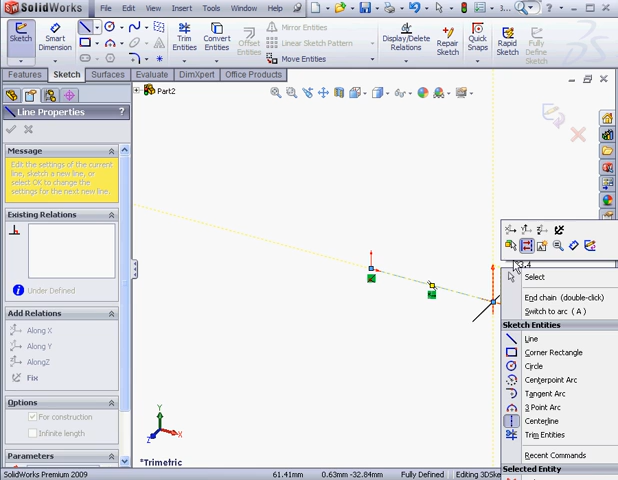 SolidWorks
File Edit View Insert Tools Help
Sketch
Smart Dimension
Trim Entities
Convert Entities
Offset Entities
Mirror Entities
Linear Sketch Pattern
Move Entities
Display/Delete Relations
Repair Sketch
Quick Snaps
Rapid Sketch
Fully Define Sketch
Features Sketch Surfaces Evaluate DimXpert Office Products
Line Properties ?
Part2
Message
Edit the settings of the current line, sketch a new line, or select OK to change the settings for the next new line.
Existing Relations
Under Defined
Add Relations
Along X
Along Y
AlongZ
Fix
Options
For construction
Infinite length
Parameters
Select
End chain (double-click)
Switch to arc ( A )
Sketch Entities
Line
Corner Rectangle
Circle
Centerpoint Arc
Tangent Arc
3 Point Arc
Centerline
Trim Entities
Recent Commands
Selected Entity
Y
X
Z
*Trimetric
SolidWorks Premium 2009
61.41mm
0.63mm -32.84mm
Fully Defined